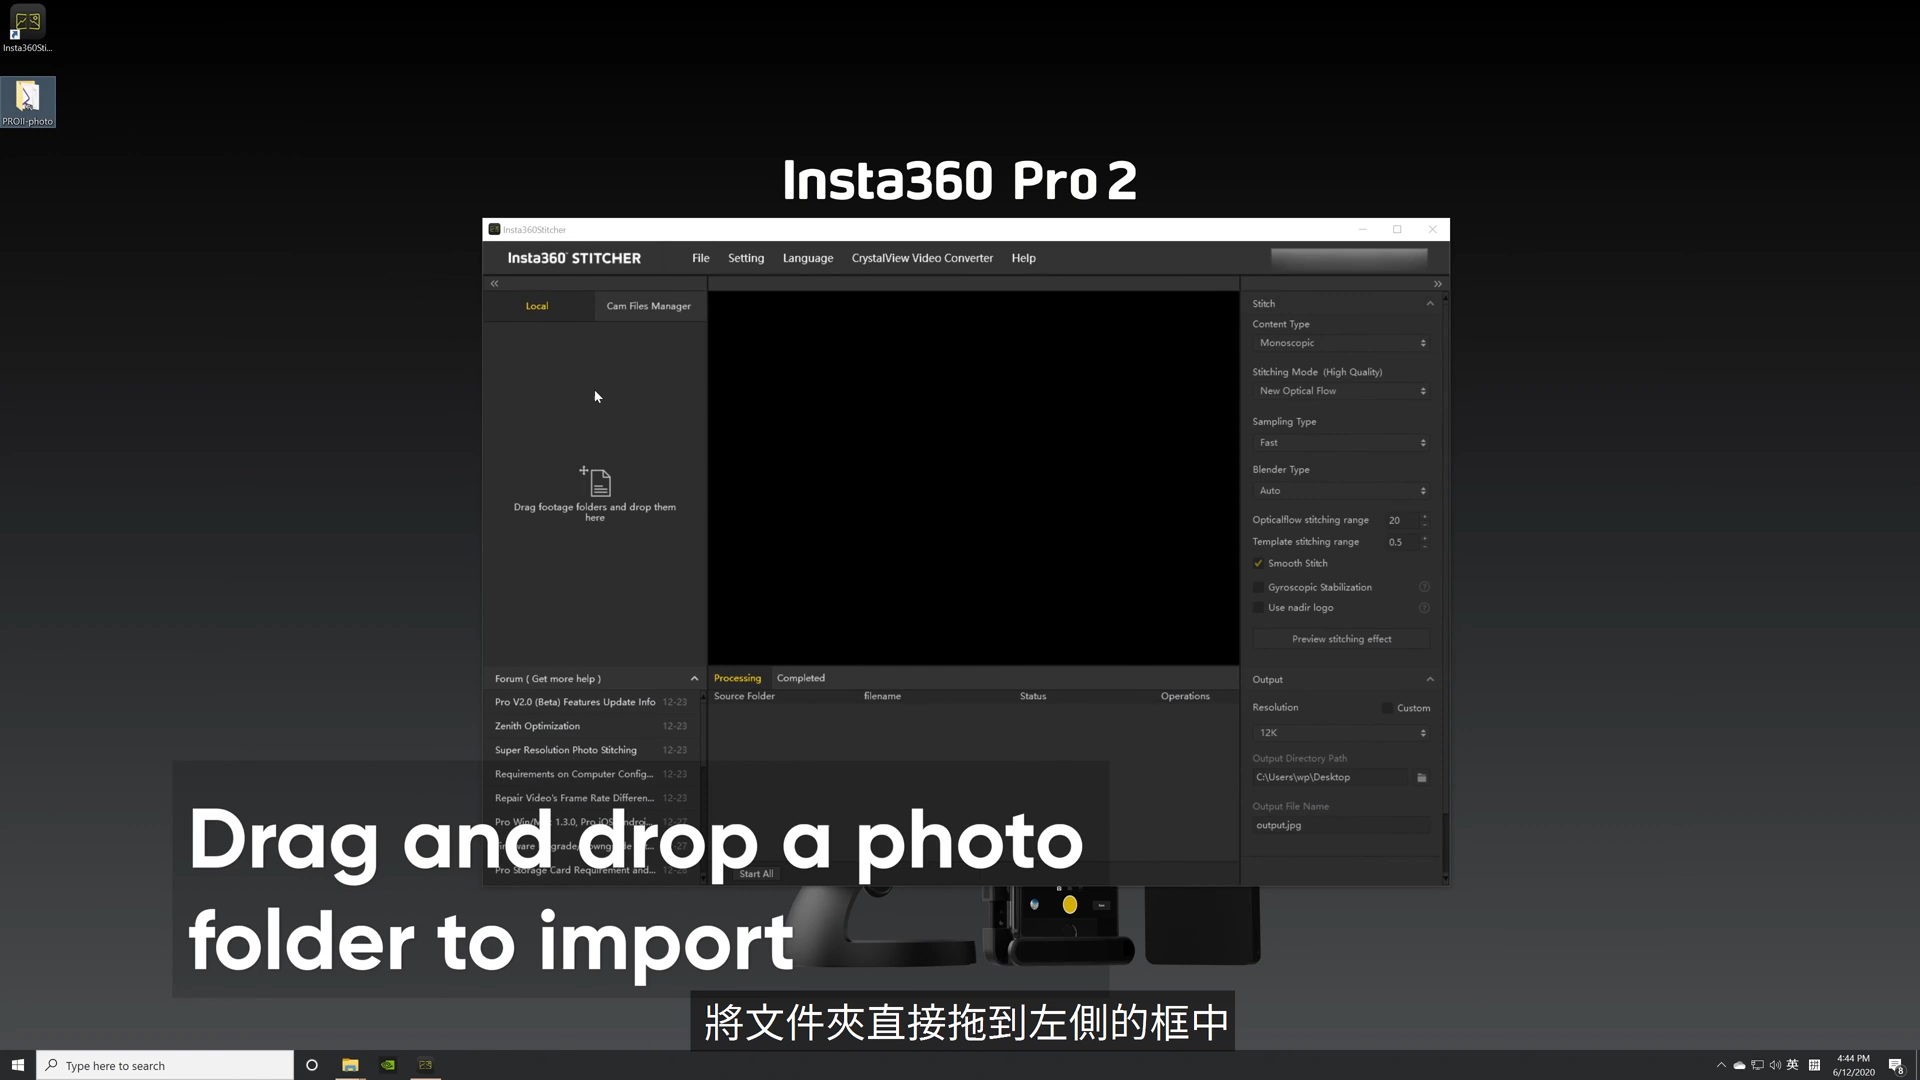 Insta360Sti...
PROII-photo
Insta360 Pro 2
Insta360Stitcher
Insta360 STITCHER
File
Setting
Language
CrystalView Video Converter
Help
Local
Cam Files Manager
Drag footage folders and drop them
here
Forum ( Get more help )
Pro V2.0 (Beta) Features Update Info 12-23
Zenith Optimization 12-23
Super Resolution Photo Stitching 12-23
Requirements on Computer Config... 12-23
Repair Video's Frame Rate Differen... 12-23
Pro Storage Card Requirement and...
Processing
Completed
Source Folder
filename
Status
Operations
Start All
Stitch
Content Type
Monoscopic
Stitching Mode (High Quality)
New Optical Flow
Sampling Type
Fast
Blender Type
Auto
Opticalflow stitching range 20
Template stitching range 0.5
Smooth Stitch
Gyroscopic Stabilization
Use nadir logo
Preview stitching effect
Output
Resolution
Custom
12K
Output Directory Path
C:\Users\wp\Desktop
Output File Name
output.jpg
Drag and drop a photo
folder to import
將文件夾直接拖到左側的框中
Type here to search
英
4:44 PM
6/12/2020